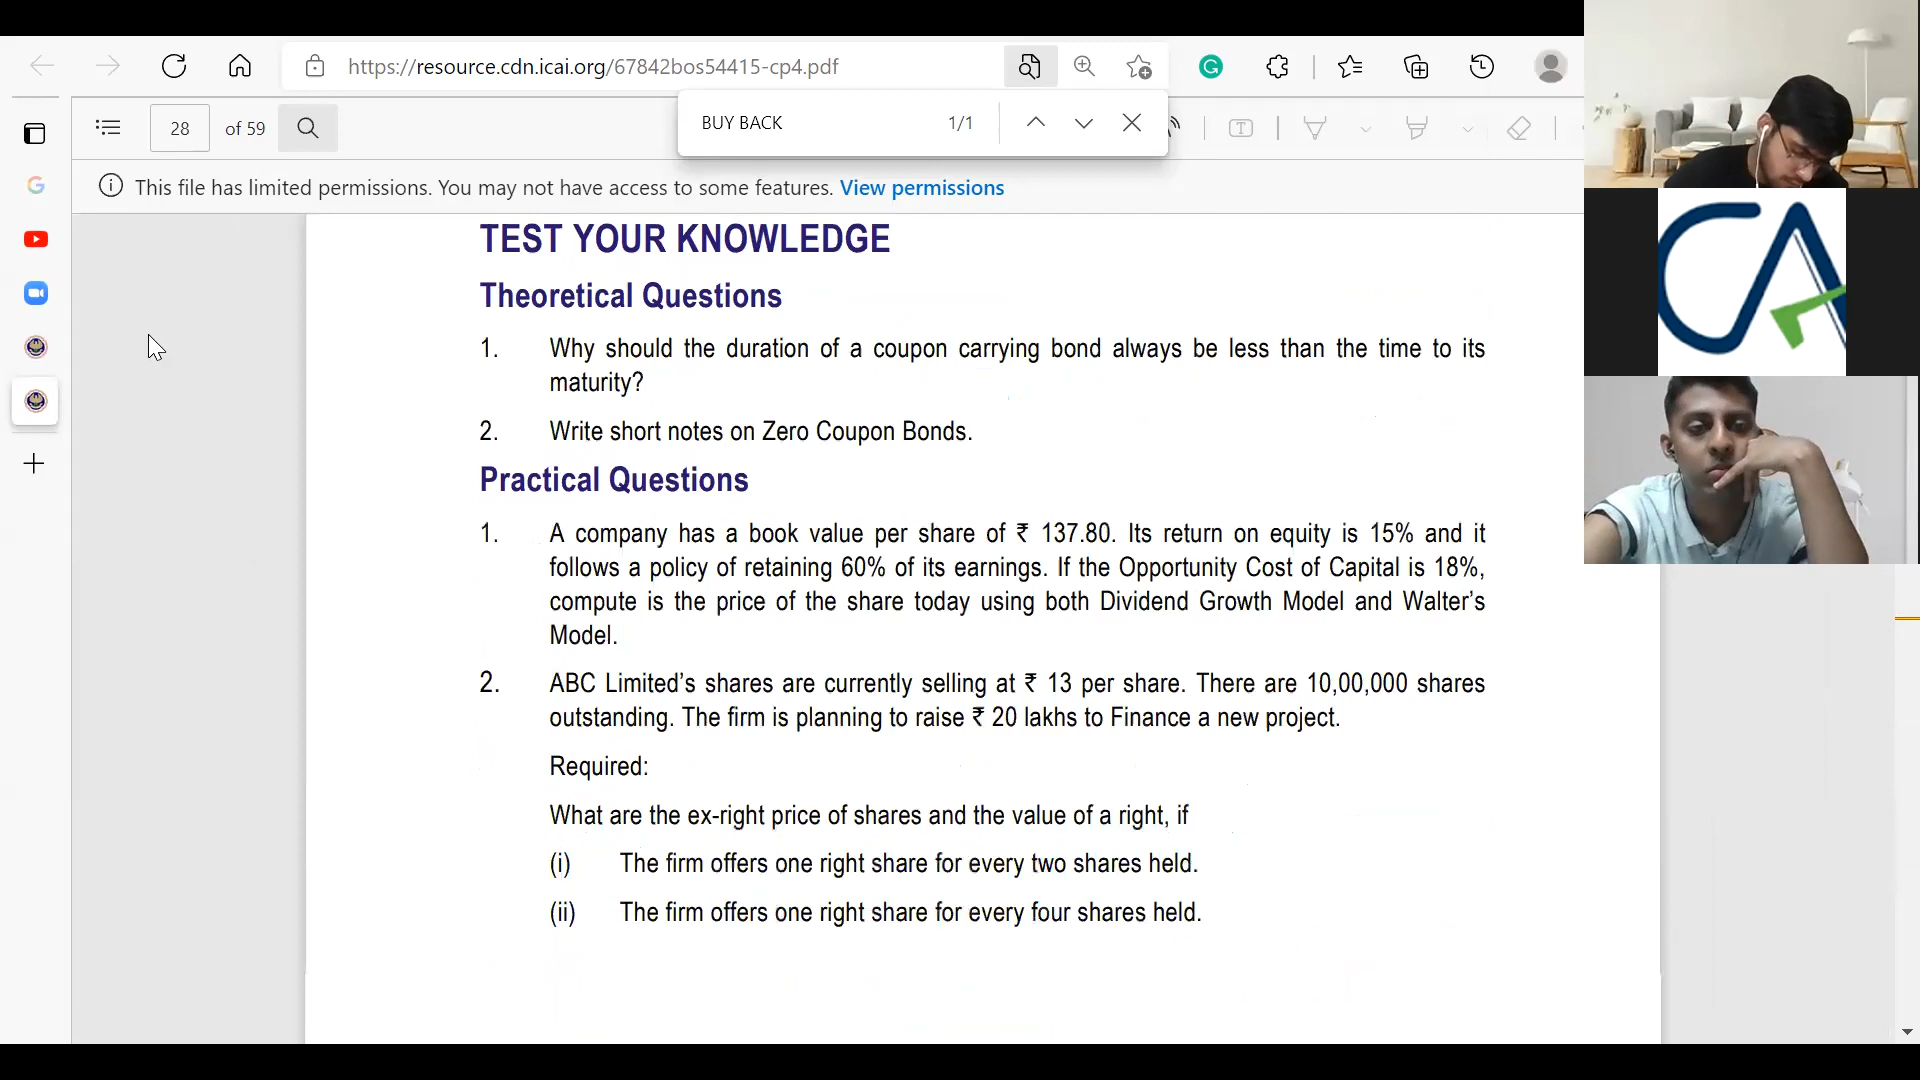 https://resource.cdn.icai.org/67842bos54415-cp4.pdf
28 of 59
BUY BACK 1/1
This file has limited permissions. You may not have access to some features. View permissions
TEST YOUR KNOWLEDGE
Theoretical Questions
1. Why should the duration of a coupon carrying bond always be less than the time to its
maturity?
2. Write short notes on Zero Coupon Bonds.
Practical Questions
1. A company has a book value per share of ₹ 137.80. Its return on equity is 15% and it
follows a policy of retaining 60% of its earnings. If the Opportunity Cost of Capital is 18%,
compute is the price of the share today using both Dividend Growth Model and Walter’s
Model.
2. ABC Limited’s shares are currently selling at ₹ 13 per share. There are 10,00,000 shares
outstanding. The firm is planning to raise ₹ 20 lakhs to Finance a new project.
Required:
What are the ex-right price of shares and the value of a right, if
(i) The firm offers one right share for every two shares held.
(ii) The firm offers one right share for every four shares held.
CA